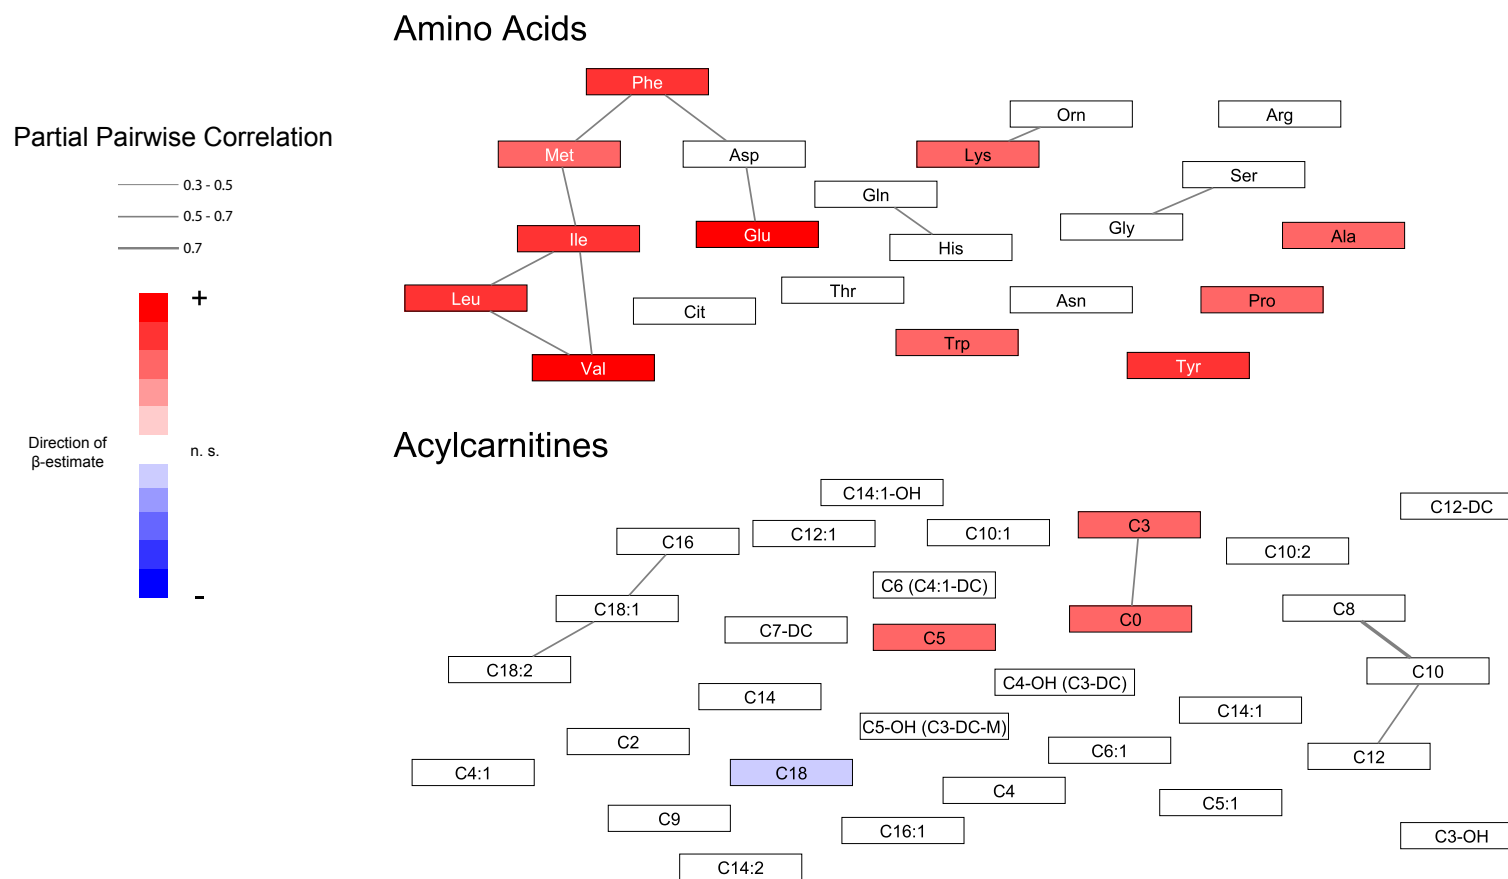 Amino Acids
Partial Pairwise Correlation
0.3 - 0.5
0.5 - 0.7
0.7
+
Direction of
β-estimate
n. s.
-
Phe
Orn
Arg
Met
Asp
Lys
Ser
Gln
Gly
Glu
Ile
His
Ala
Thr
Leu
Cit
Asn
Pro
Trp
Val
Tyr
Acylcarnitines
C14:1-OH
C12-DC
C3
C16
C12:1
C10:1
C10:2
C6 (C4:1-DC)
C18:1
C8
C7-DC
C5
C0
C18:2
C10
C4-OH (C3-DC)
C14
C14:1
C5-OH (C3-DC-M)
C2
C6:1
C12
C4:1
C18
C4
C5:1
C9
C16:1
C3-OH
C14:2